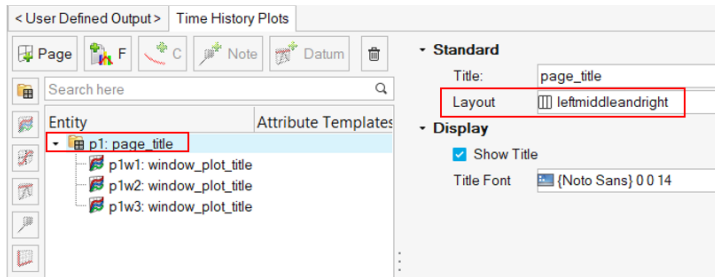 < User Defined Output >  Time History Plots
Page  F  C  Note  Datum
Search here
Entity  Attribute Templates
p1: page_title
p1w1: window_plot_title
p1w2: window_plot_title
p1w3: window_plot_title
Standard
Title:  page_title
Layout  leftmiddleandright
Display
Show Title
Title Font  {Noto Sans} 0 0 14